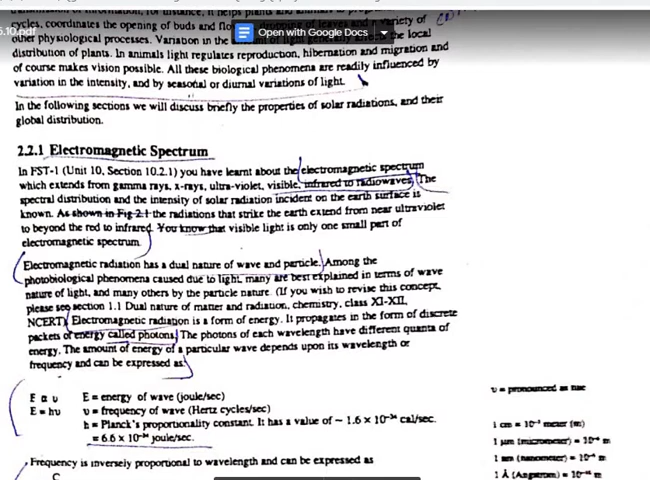 cycles, coordinates the opening of buds and flo dropping of leaves and a variety of
5.10.pdf
Open with Google Docs
other physiological processes. Variation in the amount of light generally affects the local
distribution of plants. In animals light regulates reproduction, hibernation and migration and
of course makes vision possible. All these biological phenomena are readily influenced by
variation in the intensity, and by seasonal or diurnal variations of light.
In the following sections we will discuss briefly the properties of solar radiations, and their
global distribution.
2.2.1 Electromagnetic Spectrum
In FST-1 (Unit 10, Section 10.2.1) you have learnt about the electromagnetic spectrum
which extends from gamma rays, x-rays, ultra-violet, visible, infrared to radiowaves. The
spectral distribution and the intensity of solar radiation incident on the earth surface is
known. As shown in Fig 2.1 the radiations that strike the earth extend from near ultraviolet
to beyond the red to infrared. You know that visible light is only one small part of
electromagnetic spectrum.
Electromagnetic radiation has a dual nature of wave and particle. Among the
photobiological phenomena caused due to light, many are best explained in terms of wave
nature of light, and many others by the particle nature. (If you wish to revise this concept,
please see section 1.1 Dual nature of matter and radiation, chemistry, class XI-XII,
NCERT) Electromagnetic radiation is a form of energy. It propagates in the form of discrete
packets of energy called photons. The photons of each wavelength have different quanta of
energy. The amount of energy of a particular wave depends upon its wavelength or
frequency and can be expressed as:
E α υ E = energy of wave (joule/sec)
E = hυ υ = frequency of wave (Hertz cycles/sec)
h = Planck's proportionality constant. It has a value of ~ 1.6 x 10⁻³⁴ cal/sec.
= 6.6 x 10⁻³⁴ joule/sec.
Frequency is inversely proportional to wavelength and can be expressed as
C
υ = pronounced as nue
1 cm = 10⁻² meter (m)
1 μm (micrometer) = 10⁻⁶ m
1 nm (nanometer) = 10⁻⁹ m
1 Å (Angstrom) = 10⁻¹⁰ m